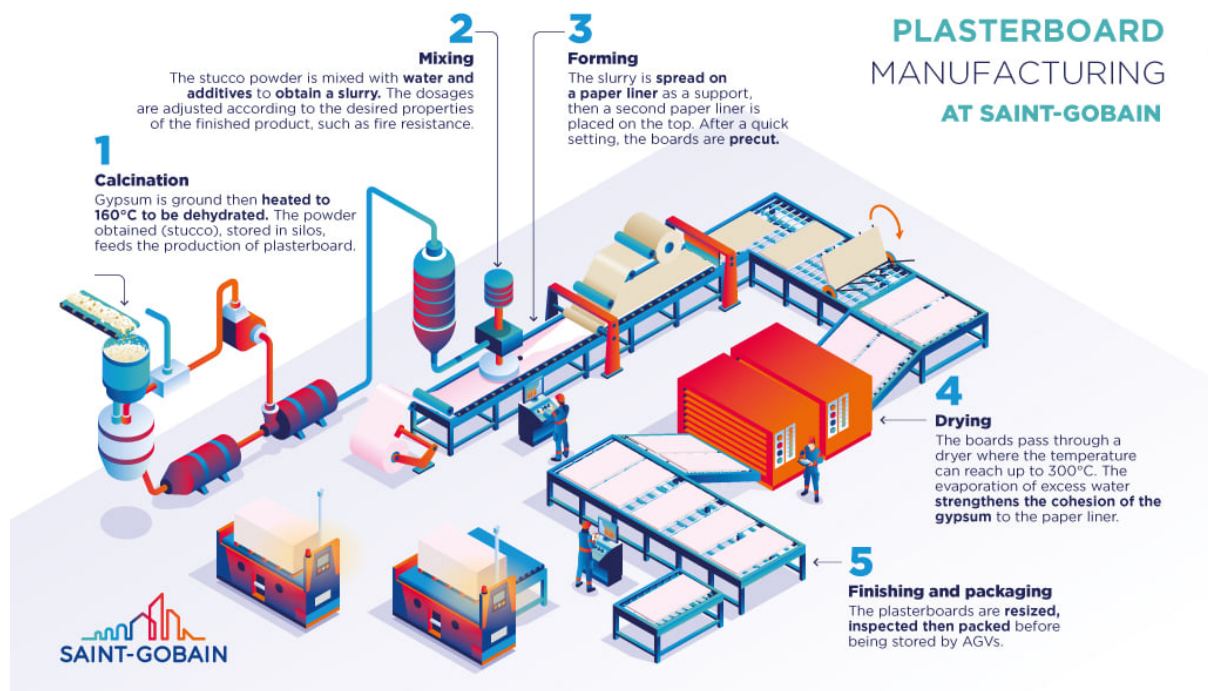 PLASTERBOARD
MANUFACTURING
AT SAINT-GOBAIN
1
Calcination
Gypsum is ground then heated to
160°C to be dehydrated. The powder
obtained (stucco), stored in silos,
feeds the production of plasterboard.
2
Mixing
The stucco powder is mixed with water and
additives to obtain a slurry. The dosages
are adjusted according to the desired properties
of the finished product, such as fire resistance.
3
Forming
The slurry is spread on
a paper liner as a support,
then a second paper liner is
placed on the top. After a quick
setting, the boards are precut.
4
Drying
The boards pass through a
dryer where the temperature
can reach up to 300°C. The
evaporation of excess water
strengthens the cohesion of the
gypsum to the paper liner.
5
Finishing and packaging
The plasterboards are resized,
inspected then packed before
being stored by AGVs.
SAINT-GOBAIN